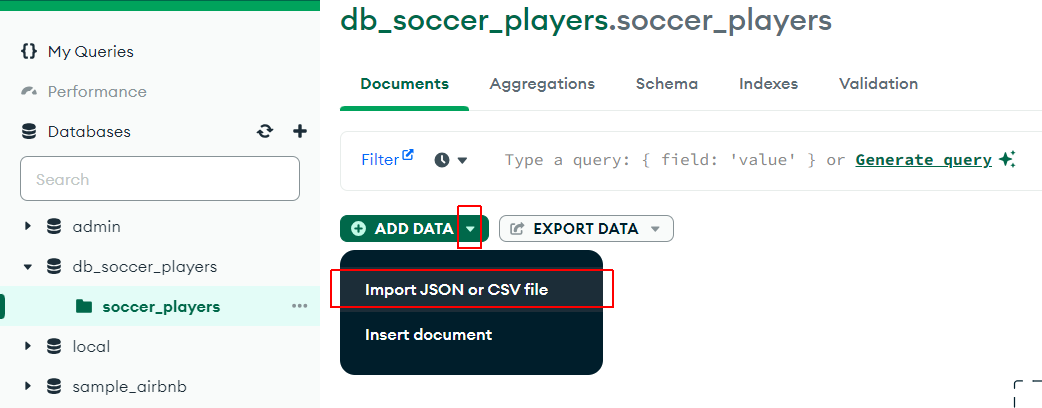 My Queries
Performance
Databases
Search
admin
db_soccer_players
soccer_players
local
sample_airbnb
db_soccer_players.soccer_players
Documents Aggregations Schema Indexes Validation
Filter Type a query: { field: 'value' } or Generate query
ADD DATA EXPORT DATA
Import JSON or CSV file
Insert document